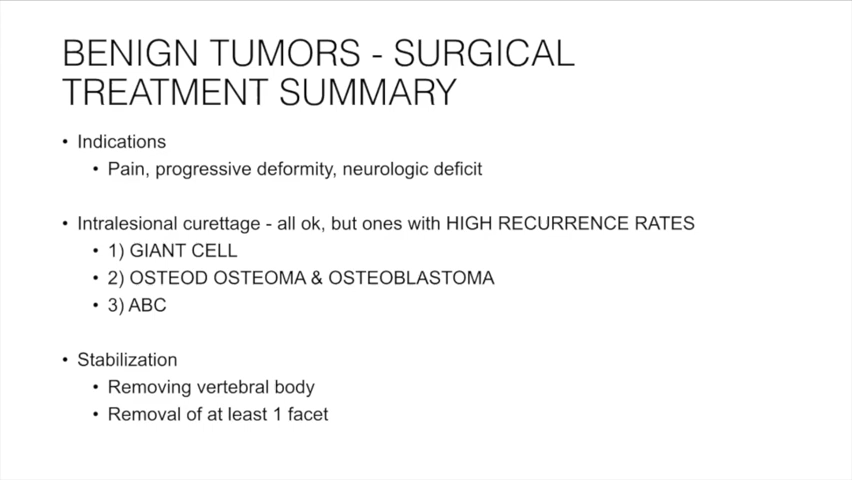 BENIGN TUMORS - SURGICAL
TREATMENT SUMMARY
• Indications
• Pain, progressive deformity, neurologic deficit
• Intralesional curettage - all ok, but ones with HIGH RECURRENCE RATES
• 1) GIANT CELL
• 2) OSTEOD OSTEOMA & OSTEOBLASTOMA
• 3) ABC
• Stabilization
• Removing vertebral body
• Removal of at least 1 facet